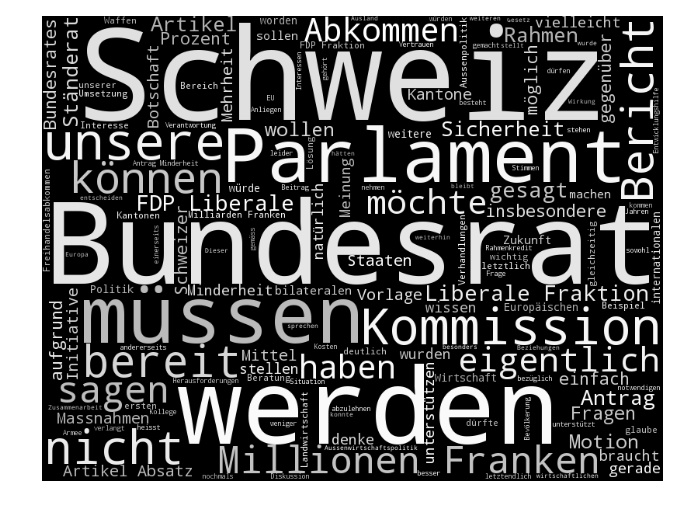 Waffen
Artikel
worden
Abkommen
Ausland
würden
weiteren
Gesetz
vielleicht
Bundesrates
Ständerat
Prozent
sollen
FDP Fraktion
Vertrauen
gemacht
stellt
wurde
Rahmen
Schweiz
unserer
Umsetzung
Botschaft
Bereich
Mehrheit
EU
Anliegen
Interessen
gehört
Aussenpolitik
Kantone
besteht
möglich
dürfen
Wirkung
gegenüber
Bericht
Entwicklungshilfe
Interesse
Verantwortung
wollen
weitere
Sicherheit
stehen
unsere
Parlament
Antrag Minderheit
leider
Lösung
hätten
Stimmen
können
würde
Beitrag
Meinung
nehmen
bleibt
gesagt
machen
entscheiden
FDP Liberale
möchte
insbesondere
kommen
Jahren
Freihandelsabkommen
Kantonen
Milliarden Franken
natürlich
internationalen
Bundesrat
Schweizer
einerseits
Dieser
gemäss
weiterhin
Verhandlungen
Zukunft
Rahmenkredit
wichtig
gleichzeitig
sowohl
Europa
Staaten
letztlich
Frage
Politik
Minderheit
bilateralen
Vorlage
Liberale Fraktion
müssen
sprechen
wissen
Europäischen
Beispiel
aufgrund
Initiative
Kommission
andererseits
Kosten
deutlich
besonders
Beziehungen
bereit
Mittel
stellen
haben
wurden
eigentlich
Herausforderungen
Beratung
Situation
unterstützen
Wirtschaft
bezüglich
einfach
notwendigen
sagen
werden
Zusammenarbeit
ersten
Kollege
weniger
Landwirtschaft
abzulehnen
konnte
dürfte
Bevölkerung
Antrag
Massnahmen
Fragen
Armee
verlangt
heisst
denke
unterstützt
glaube
nicht
Aussenwirtschaftspolitik
Motion
braucht
Artikel Absatz
Millionen Franken
gerade
nochmals
Diskussion
besser
letztendlich
wirtschaftlichen